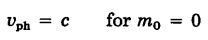 v_ph = c for m_0 = 0